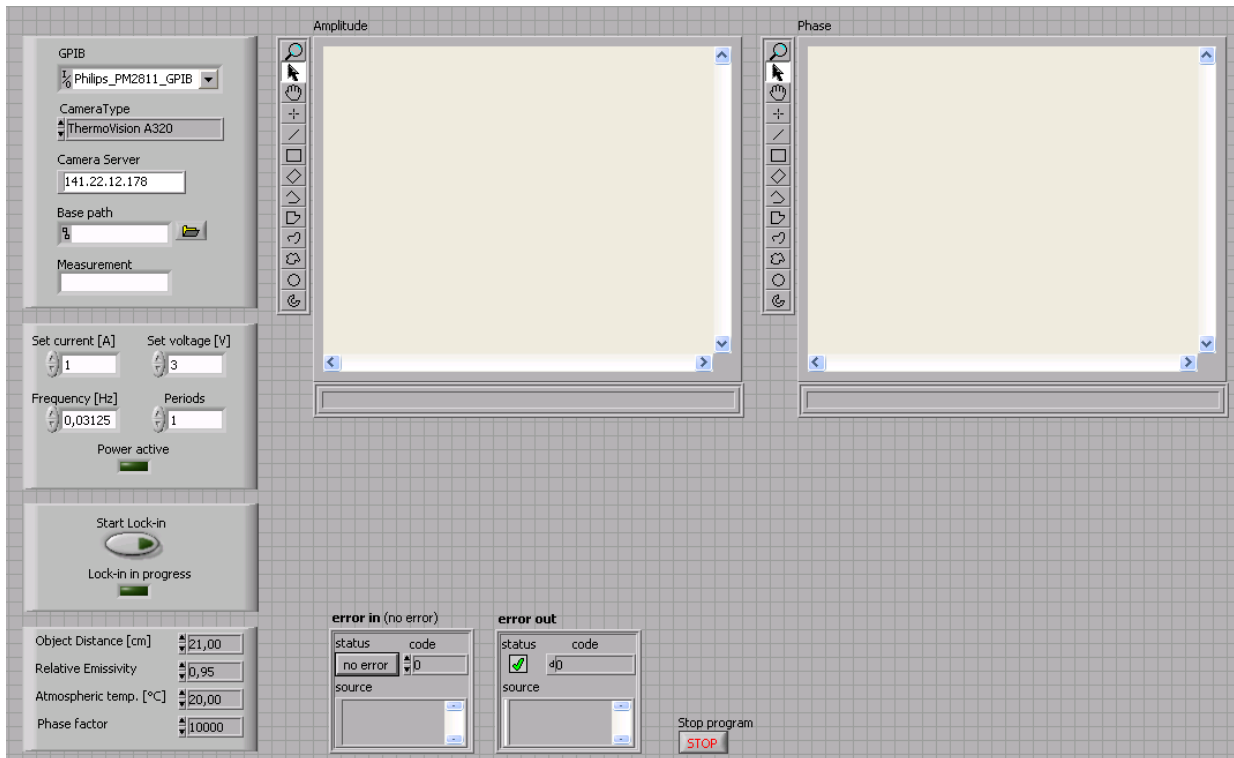 GPIB
Philips_PM2811_GPIB
CameraType
ThermoVision A320
Camera Server
141.22.12.178
Base path
Measurement
Set current [A] Set voltage [V]
1 3
Frequency [Hz] Periods
0,03125 1
Power active
Start Lock-in
Lock-in in progress
Object Distance [cm] 21,00
Relative Emissivity 0,95
Atmospheric temp. [°C] 20,00
Phase factor 10000
Amplitude
Phase
error in (no error)
status code
no error 0
source
error out
status code
d0
source
Stop program
STOP